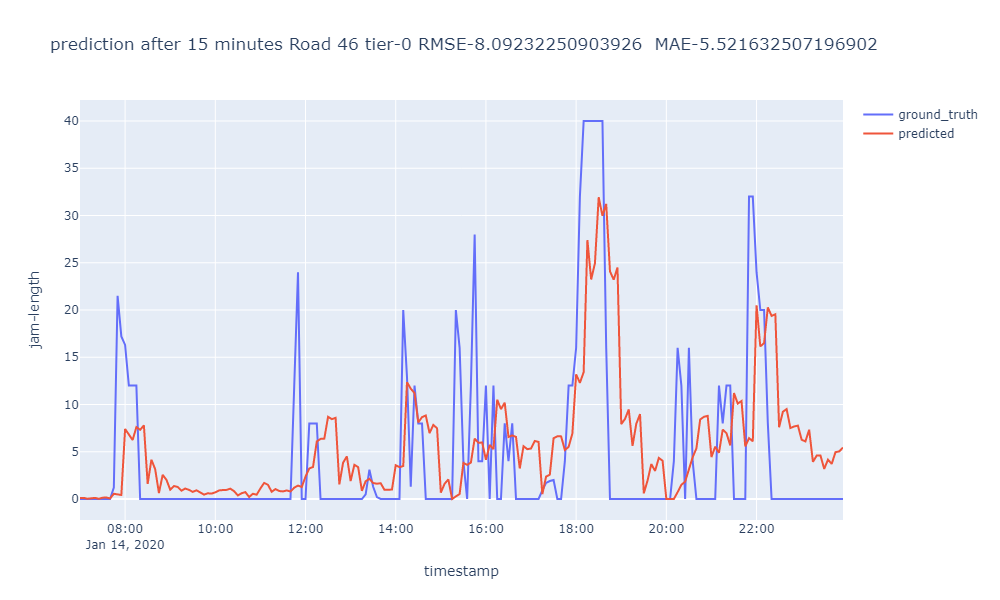 prediction after 15 minutes Road 46 tier-0 RMSE-8.09232250903926  MAE-5.521632507196902
ground_truth
predicted
40
35
30
25
20
15
10
5
0
jam-length
08:00 10:00 12:00 14:00 16:00 18:00 20:00 22:00
Jan 14, 2020
timestamp